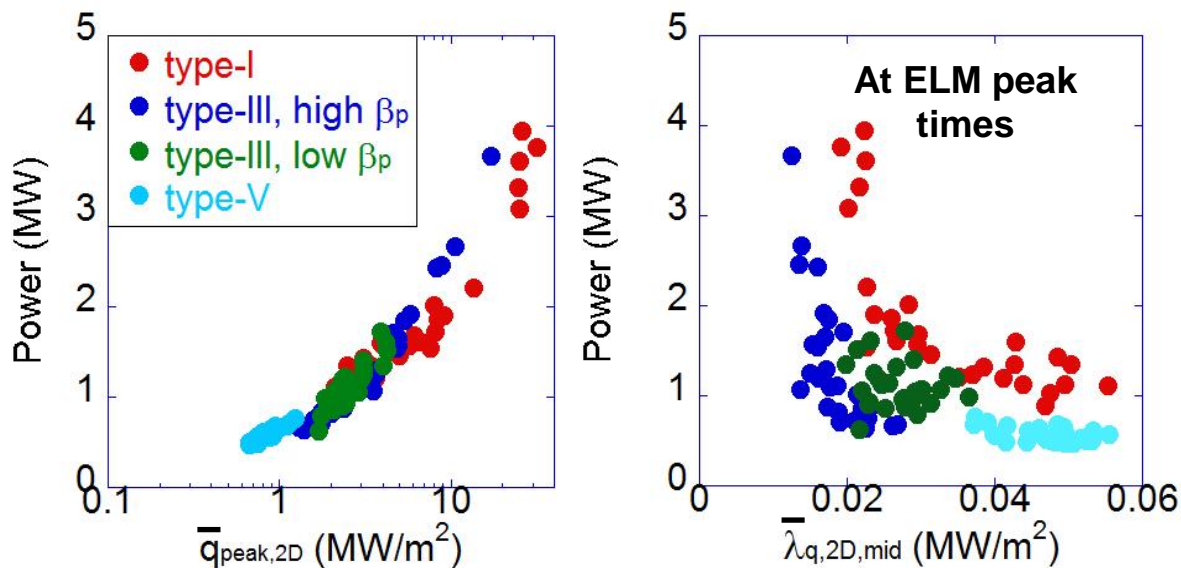 5
4
3
2
1
0
Power (MW)
type-I
type-III, high βp
type-III, low βp
type-V
0.1
1
10
q̅peak,2D (MW/m²)
5
4
3
2
1
0
Power (MW)
At ELM peak
times
0
0.02
0.04
0.06
λ̅q,2D,mid (MW/m²)